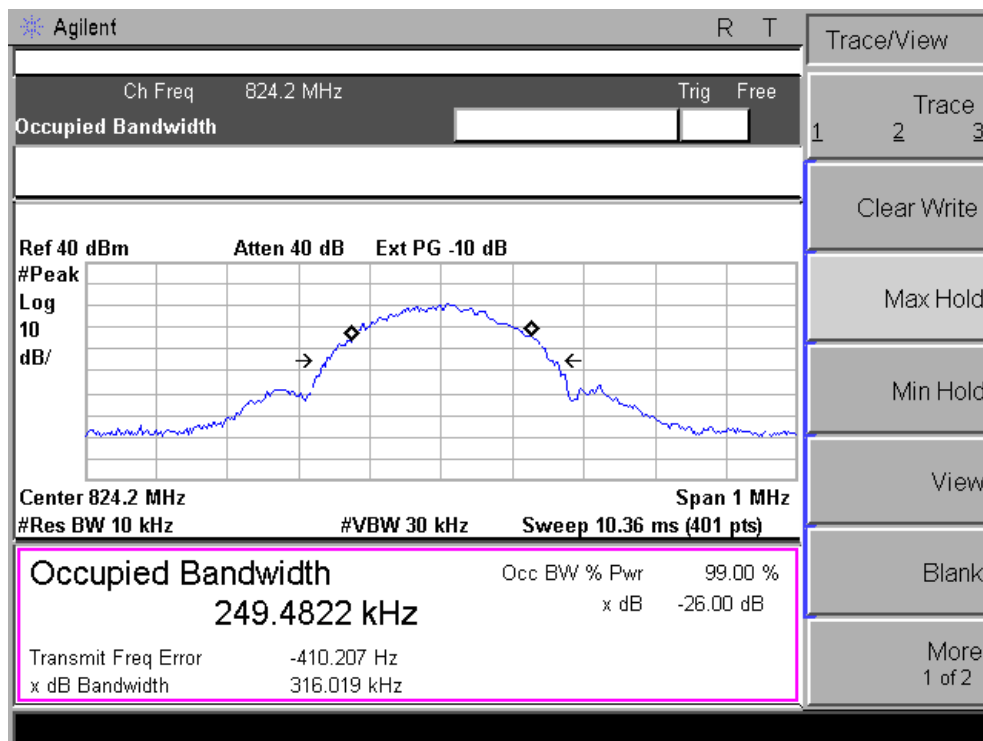 Agilent R T
Trace/View
Ch Freq 824.2 MHz Trig Free
Occupied Bandwidth
Trace
1 2 3
Clear Write
Ref 40 dBm Atten 40 dB Ext PG -10 dB
#Peak
Log
10
dB/
Max Hold
Min Hold
View
Center 824.2 MHz Span 1 MHz
#Res BW 10 kHz #VBW 30 kHz Sweep 10.36 ms (401 pts)
Occupied Bandwidth
249.4822 kHz
Occ BW % Pwr 99.00 %
x dB -26.00 dB
Transmit Freq Error -410.207 Hz
x dB Bandwidth 316.019 kHz
Blank
More
1 of 2